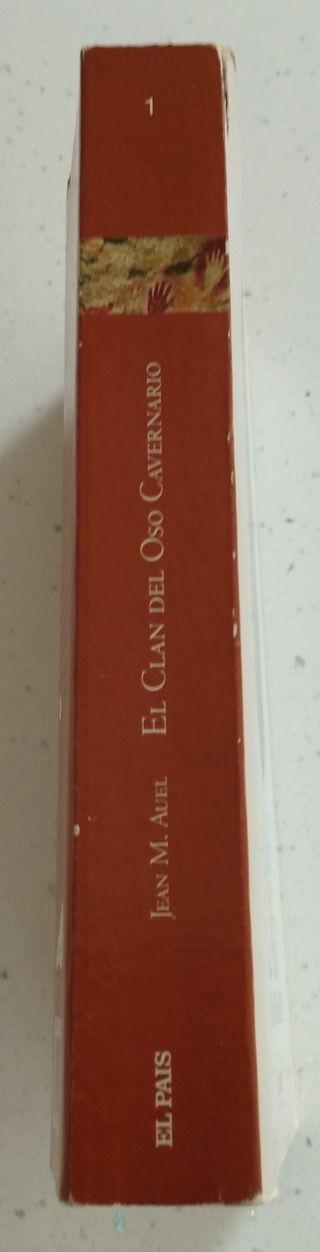 1
JEAN M. AUEL EL CLAN DEL OSO CAVERNARIO
EL PAIS